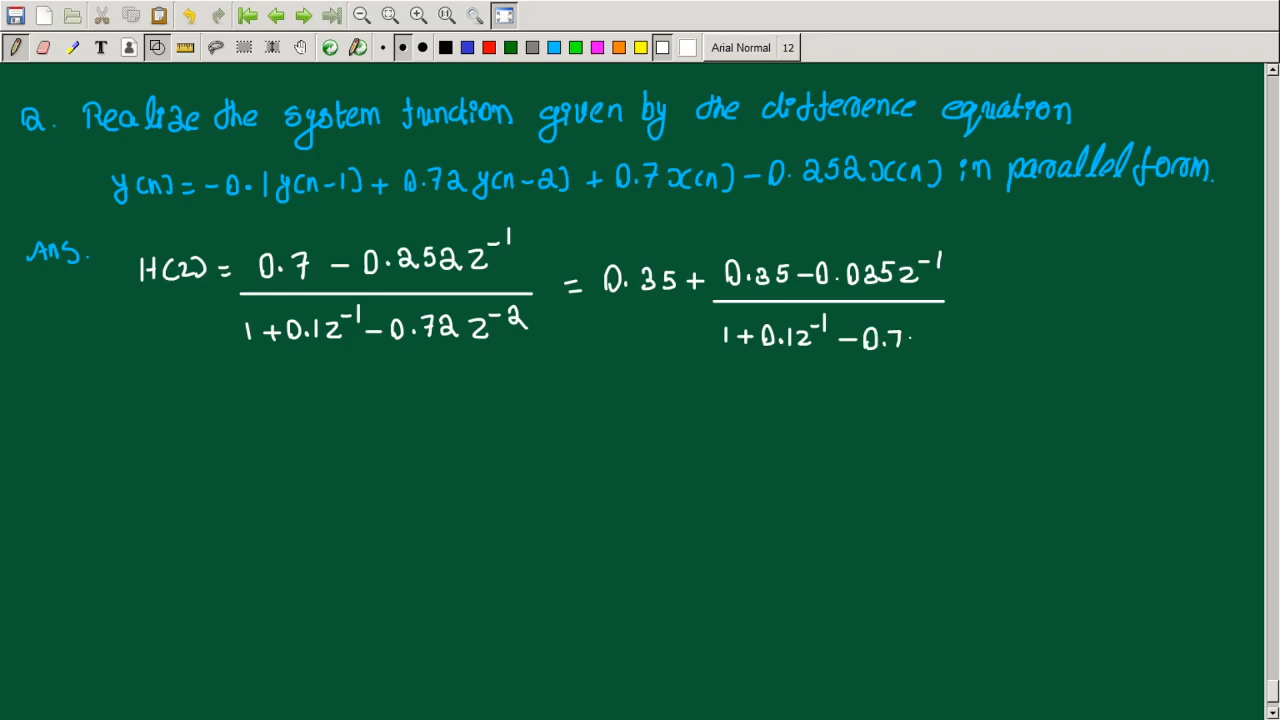 Arial Normal 12
Q. Realize the system function given by the difference equation
y(n) = -0.1y(n-1) + 0.72y(n-2) + 0.7x(n) - 0.252x(n) in parallel form.
Ans. H(z) = 0.7 - 0.252z^-1 / 1 + 0.1z^-1 - 0.72z^-2 = 0.35 + 0.35 - 0.035z^-1 / 1 + 0.1z^-1 - 0.7